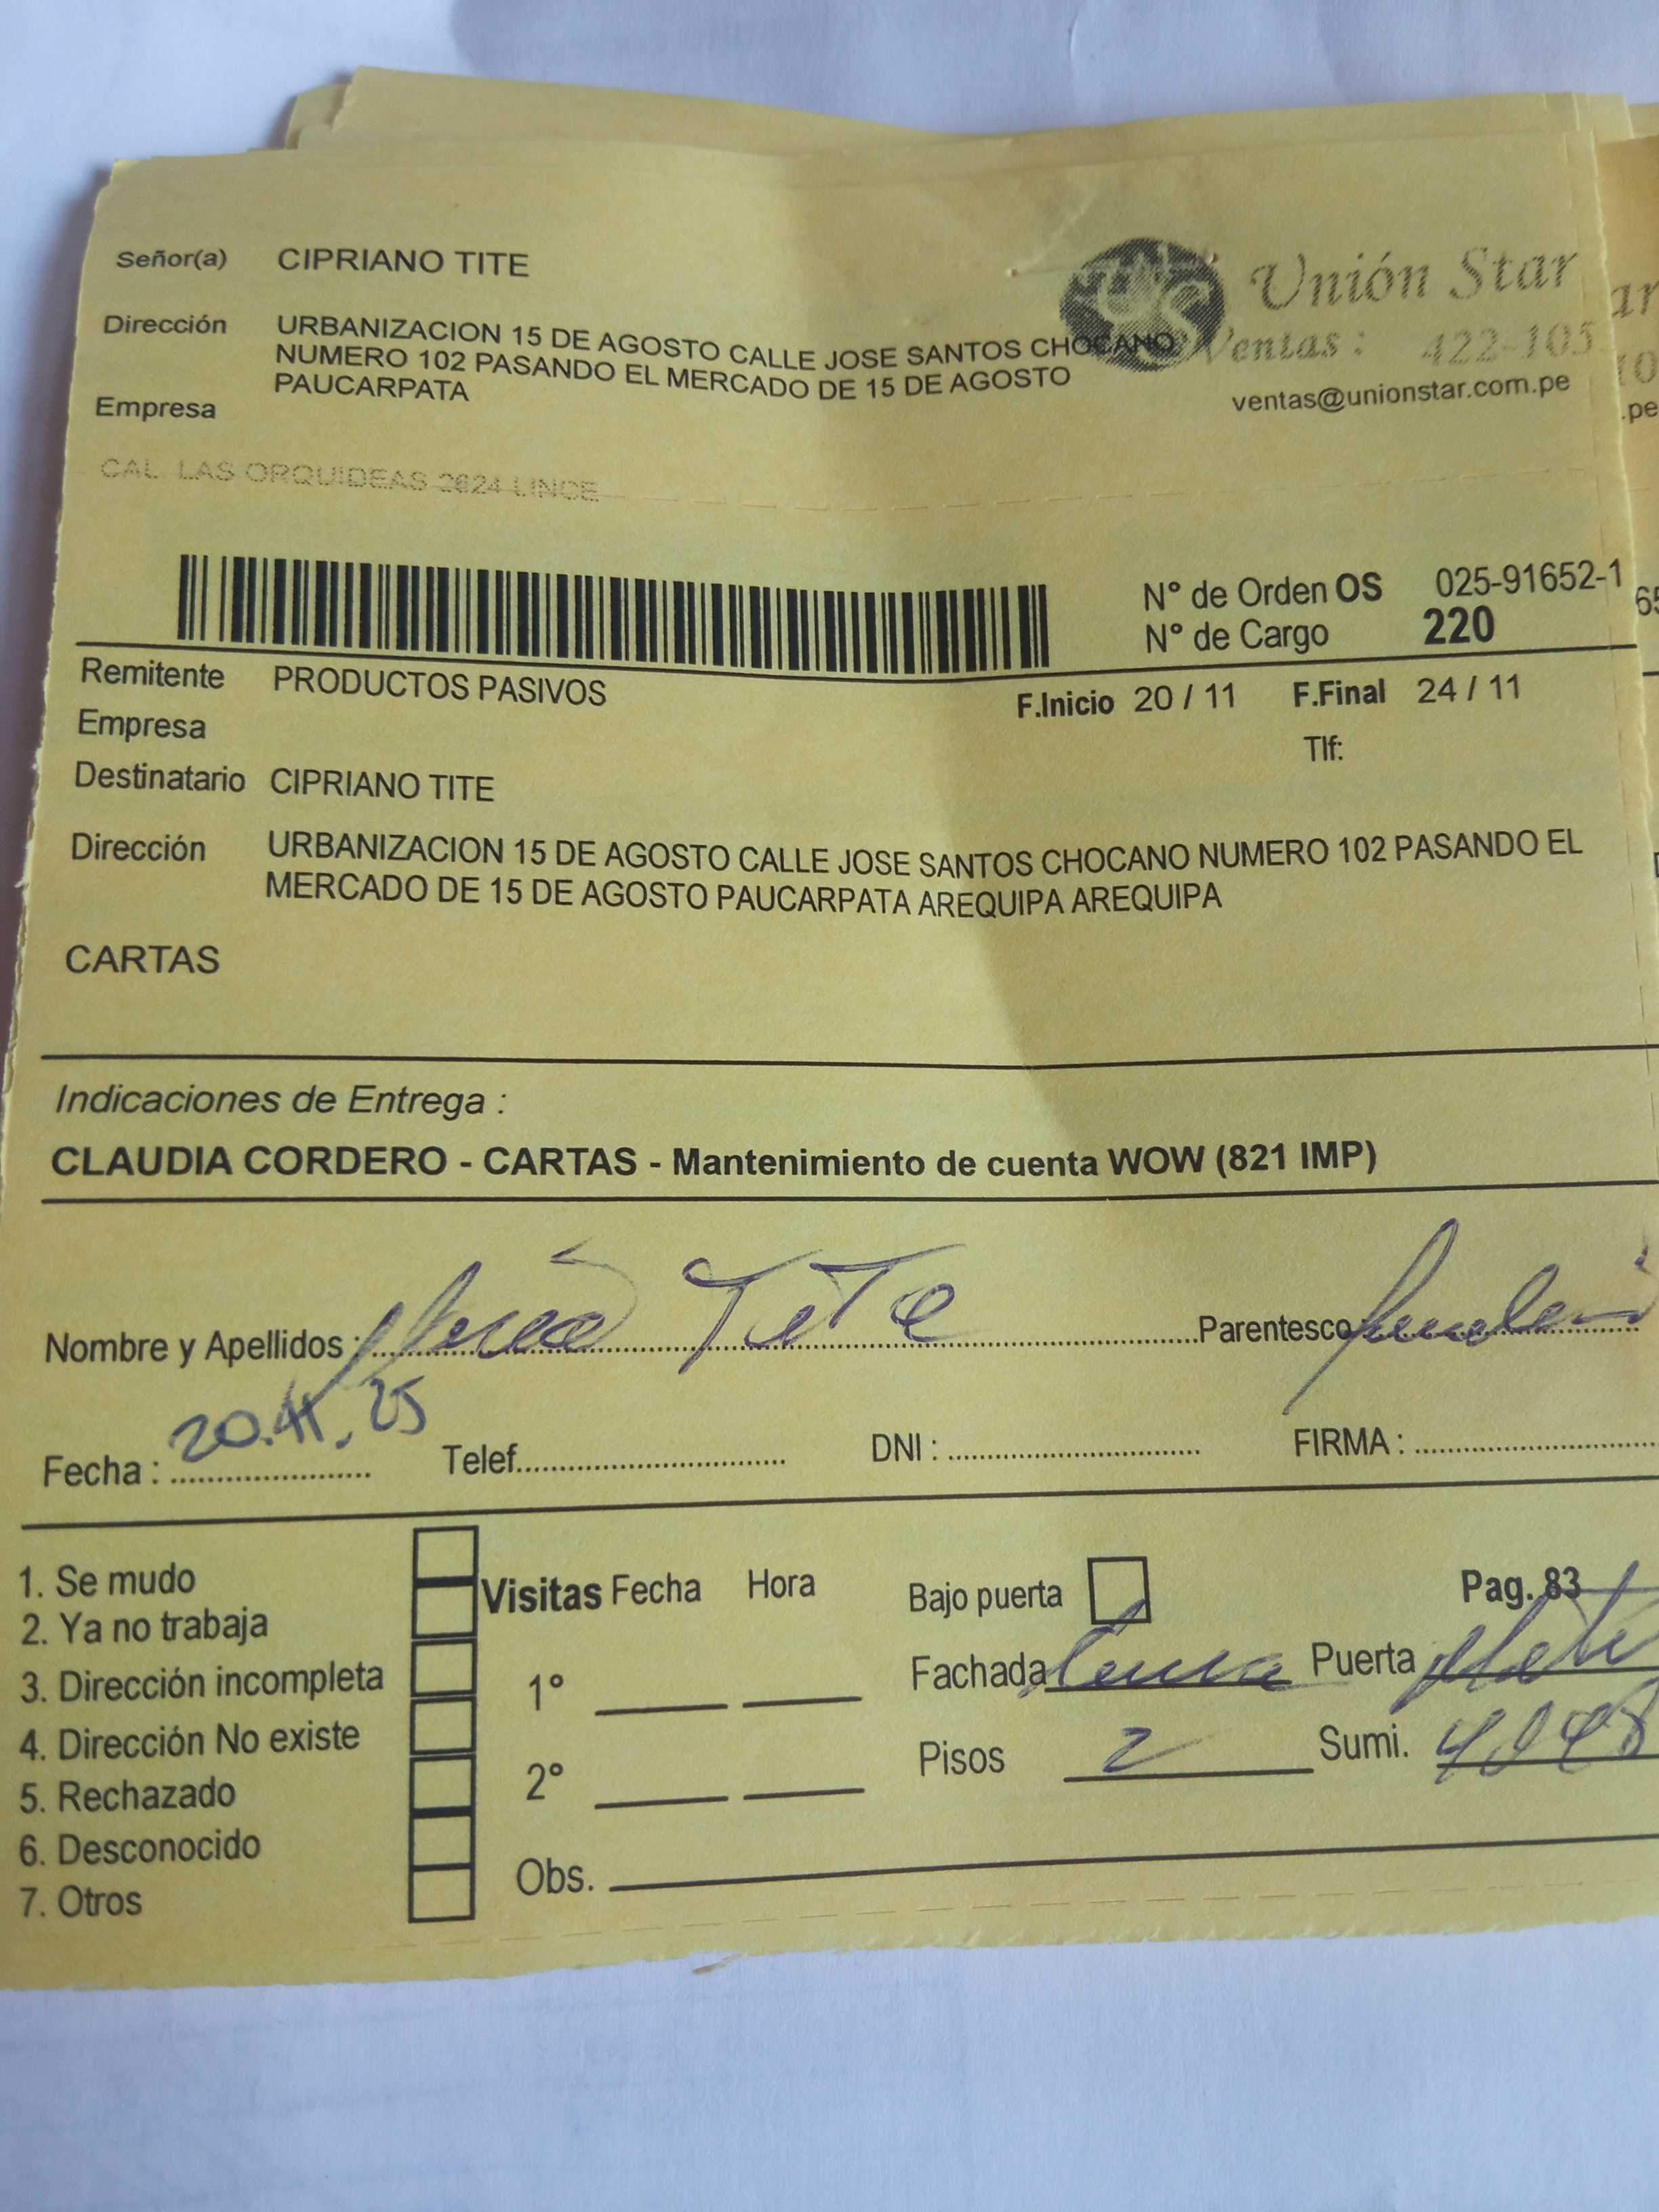 Señor(a) CIPRIANO TITE
Dirección URBANIZACION 15 DE AGOSTO CALLE JOSE SANTOS CHOCANO
NUMERO 102 PASANDO EL MERCADO DE 15 DE AGOSTO
PAUCARPATA
Empresa
Unión Star
Ventas : 422-105
ventas@unionstar.com.pe
CAL. LAS ORQUIDEAS 2624 LINCE
N° de Orden OS 025-91652-1
N° de Cargo 220
Remitente PRODUCTOS PASIVOS
F.Inicio 20 / 11 F.Final 24 / 11
Empresa
Tlf:
Destinatario CIPRIANO TITE
Dirección URBANIZACION 15 DE AGOSTO CALLE JOSE SANTOS CHOCANO NUMERO 102 PASANDO EL
MERCADO DE 15 DE AGOSTO PAUCARPATA AREQUIPA AREQUIPA
CARTAS
Indicaciones de Entrega :
CLAUDIA CORDERO - CARTAS - Mantenimiento de cuenta WOW (821 IMP)
Nombre y Apellidos : TiTe Parentesco
Fecha : 20.11.25 Telef. DNI : FIRMA :
1. Se mudo
2. Ya no trabaja
3. Dirección incompleta
4. Dirección No existe
5. Rechazado
6. Desconocido
7. Otros
Visitas Fecha Hora
1°
2°
Obs.
Bajo puerta Pag. 83
Fachada Puerta
Pisos 2 Sumi.